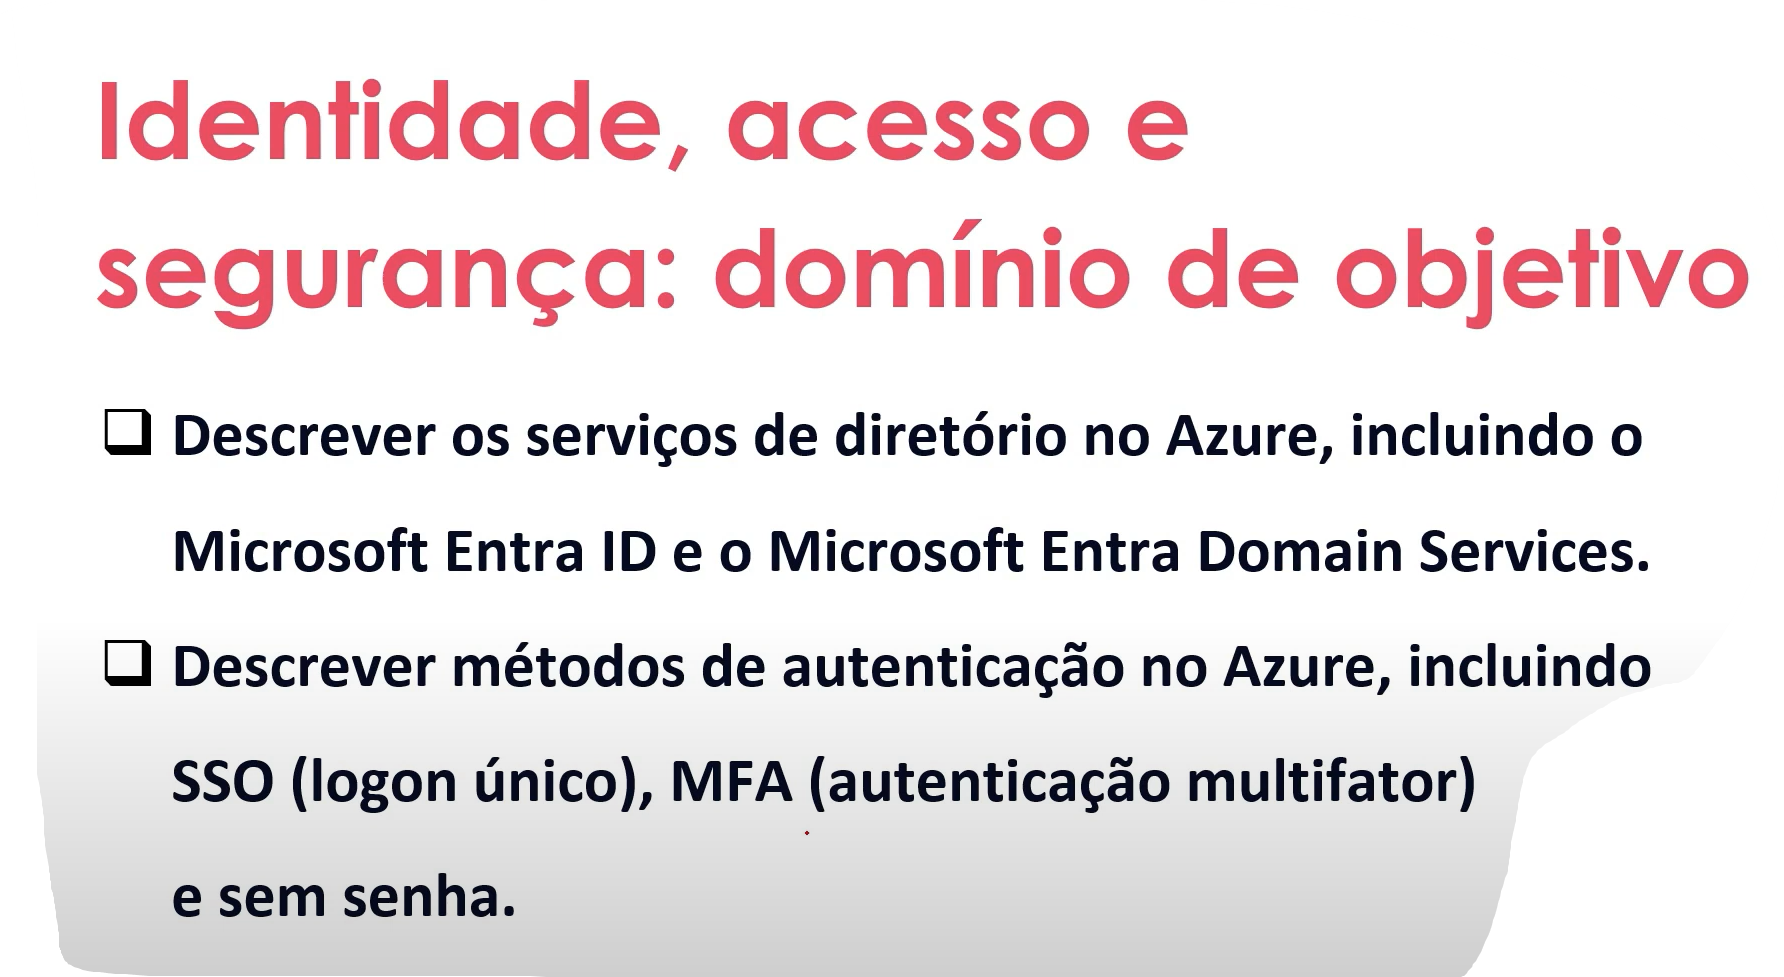 Identidade, acesso e
segurança: domínio de objetivo
❑ Descrever os serviços de diretório no Azure, incluindo o
Microsoft Entra ID e o Microsoft Entra Domain Services.
❑ Descrever métodos de autenticação no Azure, incluindo
SSO (logon único), MFA (autenticação multifator)
e sem senha.